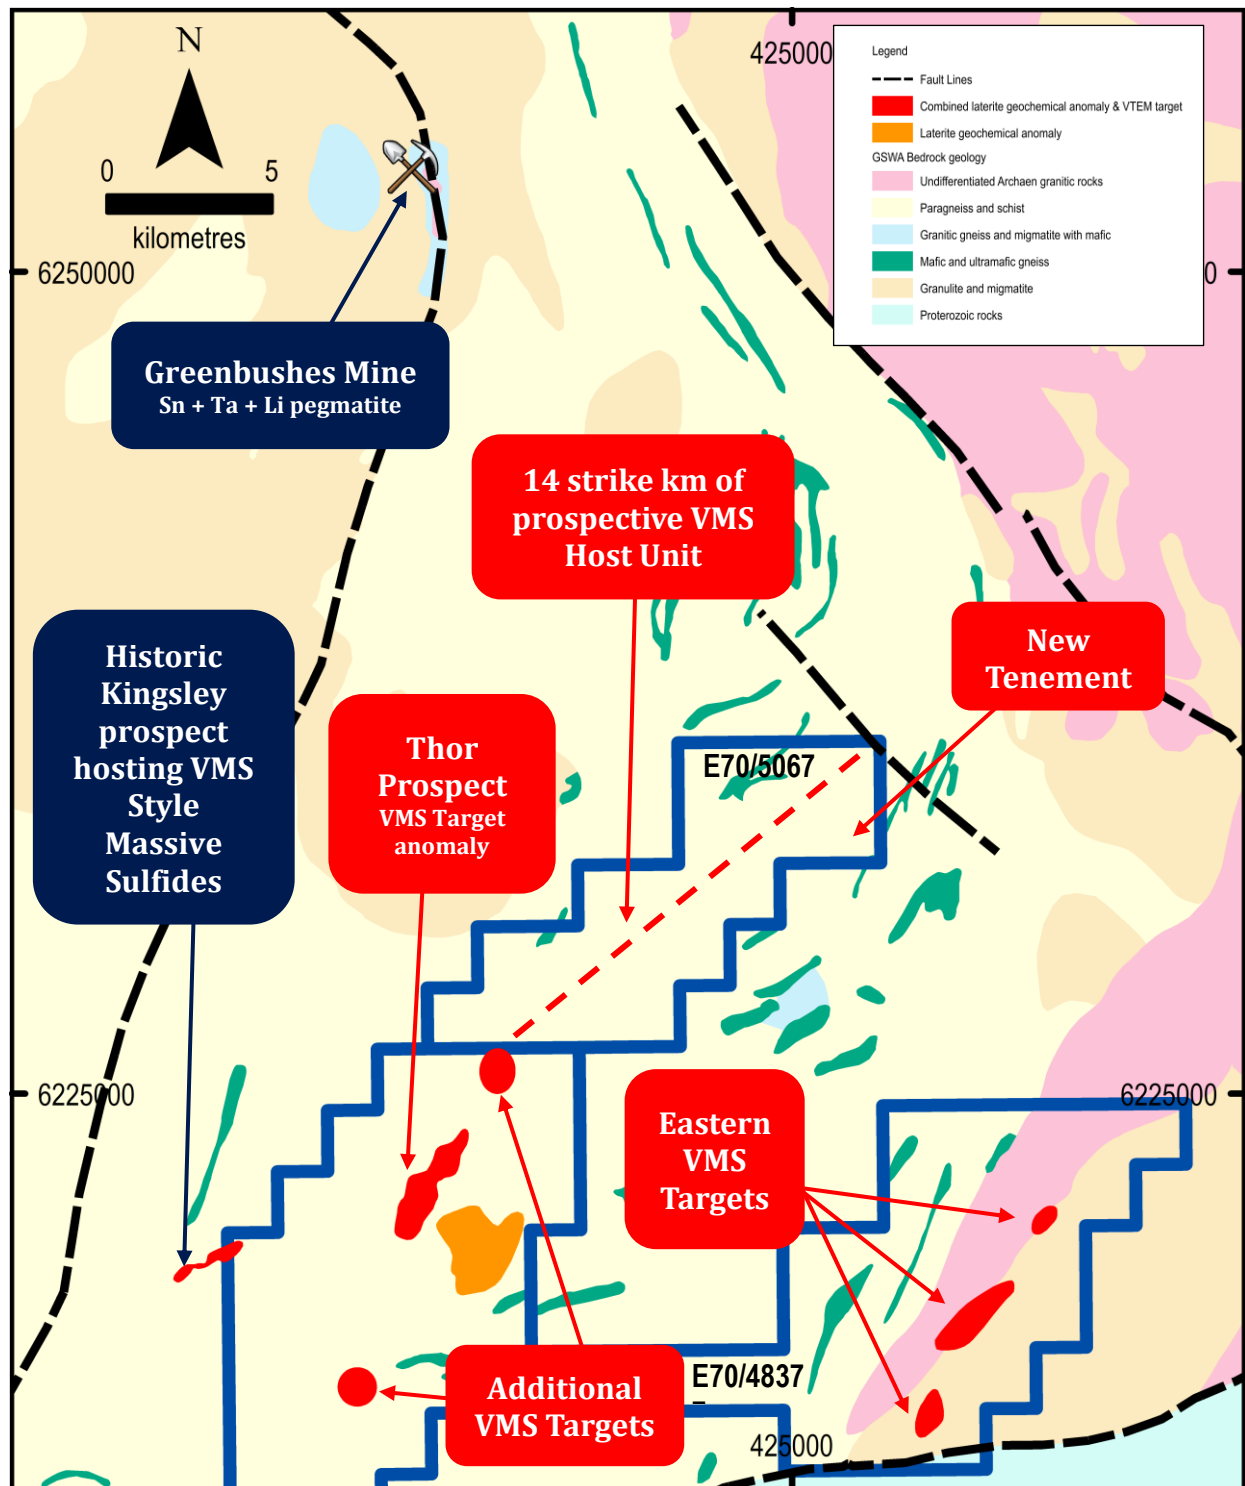 N
0 5
kilometres
425000
Legend
Fault Lines
Combined laterite geochemical anomaly & VTEM target
Laterite geochemical anomaly
GSWA Bedrock geology
Undifferentiated Archaen granitic rocks
Paragneiss and schist
Granitic gneiss and migmatite with mafic
Mafic and ultramafic gneiss
Granulite and migmatite
Proterozoic rocks
6250000
0
Greenbushes Mine
Sn + Ta + Li pegmatite
14 strike km of
prospective VMS
Host Unit
New
Tenement
Historic
Kingsley
prospect
hosting VMS
Style
Massive
Sulfides
Thor
Prospect
VMS Target
anomaly
E70/5067
6225000
6225000
Eastern
VMS
Targets
Additional
VMS Targets
E70/4837
425000